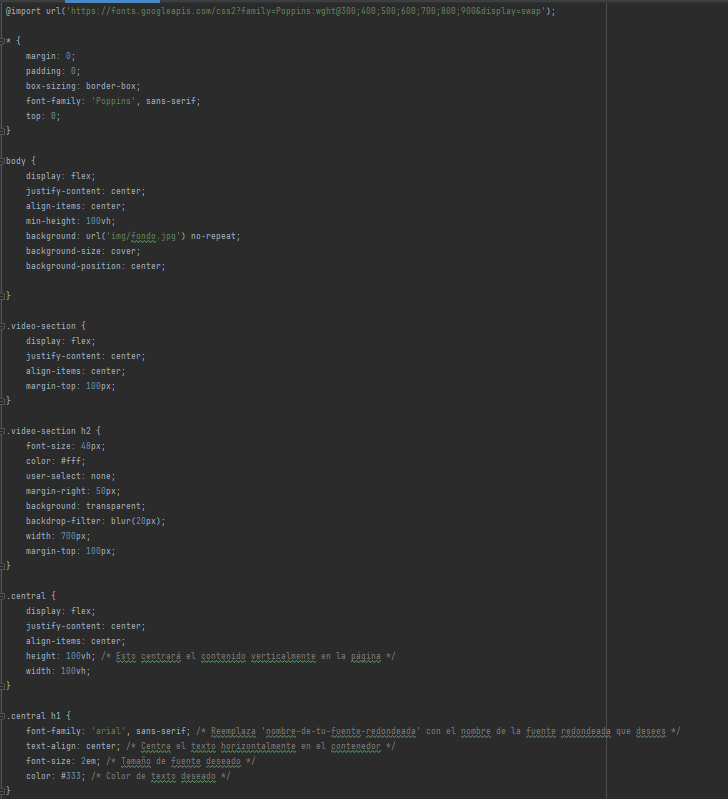 @import url('https://fonts.googleapis.com/css2?family=Poppins:wght@300;400;500;600;700;800;900&display=swap');
* {
margin: 0;
padding: 0;
box-sizing: border-box;
font-family: 'Poppins', sans-serif;
top: 0;
}
body {
display: flex;
justify-content: center;
align-items: center;
min-height: 100vh;
background: url('img/fondo.jpg') no-repeat;
background-size: cover;
background-position: center;
}
.video-section {
display: flex;
justify-content: center;
align-items: center;
margin-top: 100px;
}
.video-section h2 {
font-size: 48px;
color: #fff;
user-select: none;
margin-right: 50px;
background: transparent;
backdrop-filter: blur(20px);
width: 700px;
margin-top: 100px;
}
.central {
display: flex;
justify-content: center;
align-items: center;
height: 100vh; /* Esto centrará el contenido verticalmente en la página */
width: 100vh;
}
.central h1 {
font-family: 'arial', sans-serif; /* Reemplaza 'nombre-de-tu-fuente-redondeada' con el nombre de la fuente redondeada que desees */
text-align: center; /* Centra el texto horizontalmente en el contenedor */
font-size: 2em; /* Tamaño de fuente deseado */
color: #333; /* Color de texto deseado */
}